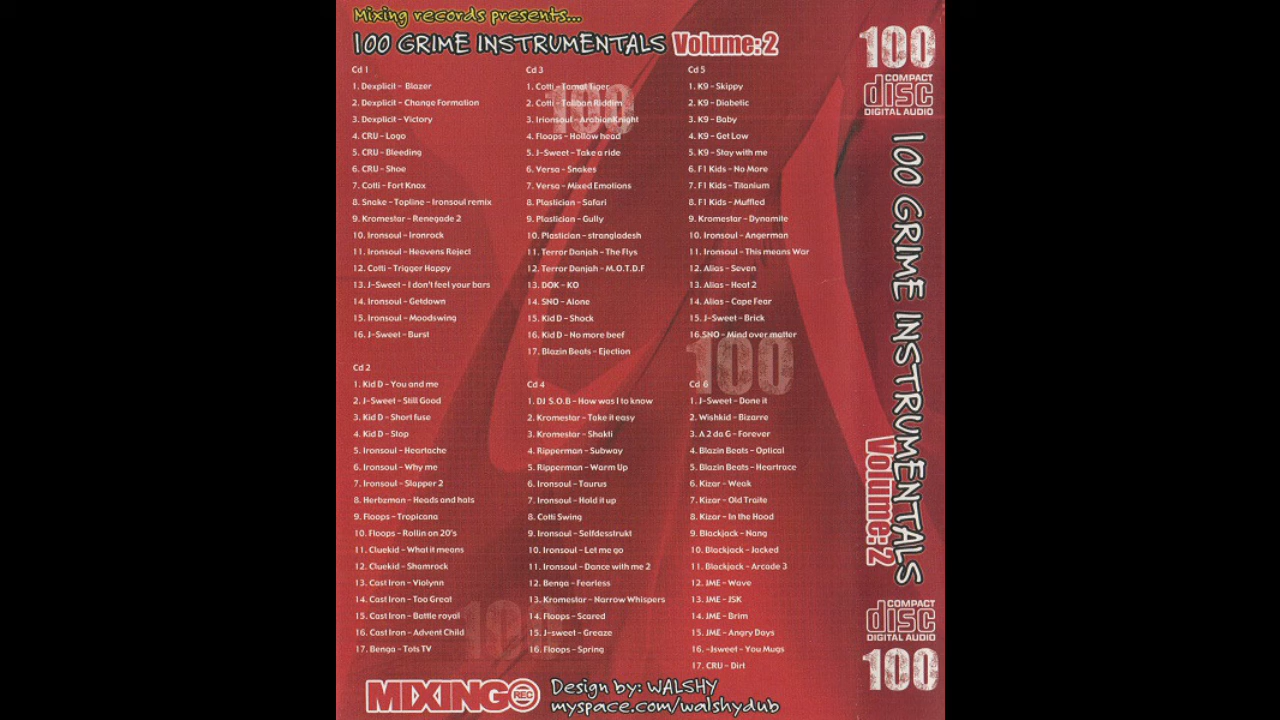 Mixing records presents...
100 GRIME INSTRUMENTALS Volume:2
Cd 1
1. Dexplicit - Blazer
2. Dexplicit - Change Formation
3. Dexplicit - Victory
4. CRU - Logo
5. CRU - Bleeding
6. CRU - Shoe
7. Cotti - Fort Knox
8. Snake - Topline - Ironsoul remix
9. Kromestar - Renegade 2
10. Ironsoul - Ironrock
11. Ironsoul - Heavens Reject
12. Cotti - Trigger Happy
13. J-Sweet - I don't feel your bars
14. Ironsoul - Getdown
15. Ironsoul - Moodswing
16. J-Sweet - Burst
Cd 2
1. Kid D - You and me
2. J-Sweet - Still Good
3. Kid D - Short fuse
4. Kid D - Stop
5. Ironsoul - Heartache
6. Ironsoul - Why me
7. Ironsoul - Slapper 2
8. Herbzman - Heads and hats
9. Floops - Tropicana
10. Floops - Rollin on 20's
11. Cluekid - What it means
12. Cluekid - Shamrock
13. Cast Iron - Violynn
14. Cast Iron - Too Great
15. Cast Iron - Battle royal
16. Cast Iron - Advent Child
17. Benga - Tots TV
Cd 3
1. Cotti - Tamal Tiger
2. Cotti - Taliban Riddim
3. Irionsoul - ArabianKnight
4. Floops - Hollow head
5. J-Sweet - Take a ride
6. Versa - Snakes
7. Versa - Mixed Emotions
8. Plastician - Safari
9. Plastician - Gully
10. Plastician - strangladesh
11. Terror Danjah - The Flys
12. Terror Danjah - M.O.T.D.F
13. DOK - KO
14. SNO - Alone
15. Kid D - Shock
16. Kid D - No more beef
17. Blazin Beats - Ejection
Cd 4
1. DJ S.O.B - How was I to know
2. Kromestar - Take it easy
3. Kromestar - Shakti
4. Ripperman - Subway
5. Ripperman - Warm Up
6. Ironsoul - Taurus
7. Ironsoul - Hold it up
8. Cotti Swing
9. Ironsoul - Selfdesstrukt
10. Ironsoul - Let me go
11. Ironsoul - Dance with me 2
12. Benga - Fearless
13. Kromestar - Narrow Whispers
14. Floops - Scared
15. J-sweet - Greaze
16. Floops - Spring
Cd 5
1. K9 - Skippy
2. K9 - Diabetic
3. K9 - Baby
4. K9 - Get Low
5. K9 - Stay with me
6. F1 Kids - No More
7. F1 Kids - Titanium
8. F1 Kids - Muffled
9. Kromestar - Dynamite
10. Ironsoul - Angerman
11. Ironsoul - This means War
12. Alias - Seven
13. Alias - Heat 2
14. Alias - Cape Fear
15. J-Sweet - Brick
16.SNO - Mind over matter
Cd 6
1. J-Sweet - Done it
2. Wishkid - Bizarre
3. A 2 da G - Forever
4. Blazin Beats - Optical
5. Blazin Beats - Heartrace
6. Kizar - Weak
7. Kizar - Old Traite
8. Kizar - In the Hood
9. Blackjack - Nang
10. Blackjack - Jacked
11. Blackjack - Arcade 3
12. JME - Wave
13. JME - JSK
14. JME - Brim
15. JME - Angry Days
16. -Jsweet - You Mugs
17. CRU - Dirt
100
100
100
100
COMPACT
disc
DIGITAL AUDIO
100 GRIME INSTRUMENTALS
Volume:2
COMPACT
disc
DIGITAL AUDIO
100
MIXING REC
Design by: WALSHY
myspace.com/walshydub